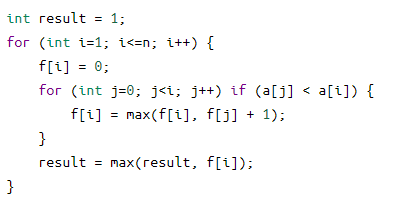 int result = 1;
for (int i=1; i<=n; i++) {
    f[i] = 0;
    for (int j=0; j<i; j++) if (a[j] < a[i]) {
        f[i] = max(f[i], f[j] + 1);
    }
    result = max(result, f[i]);
}